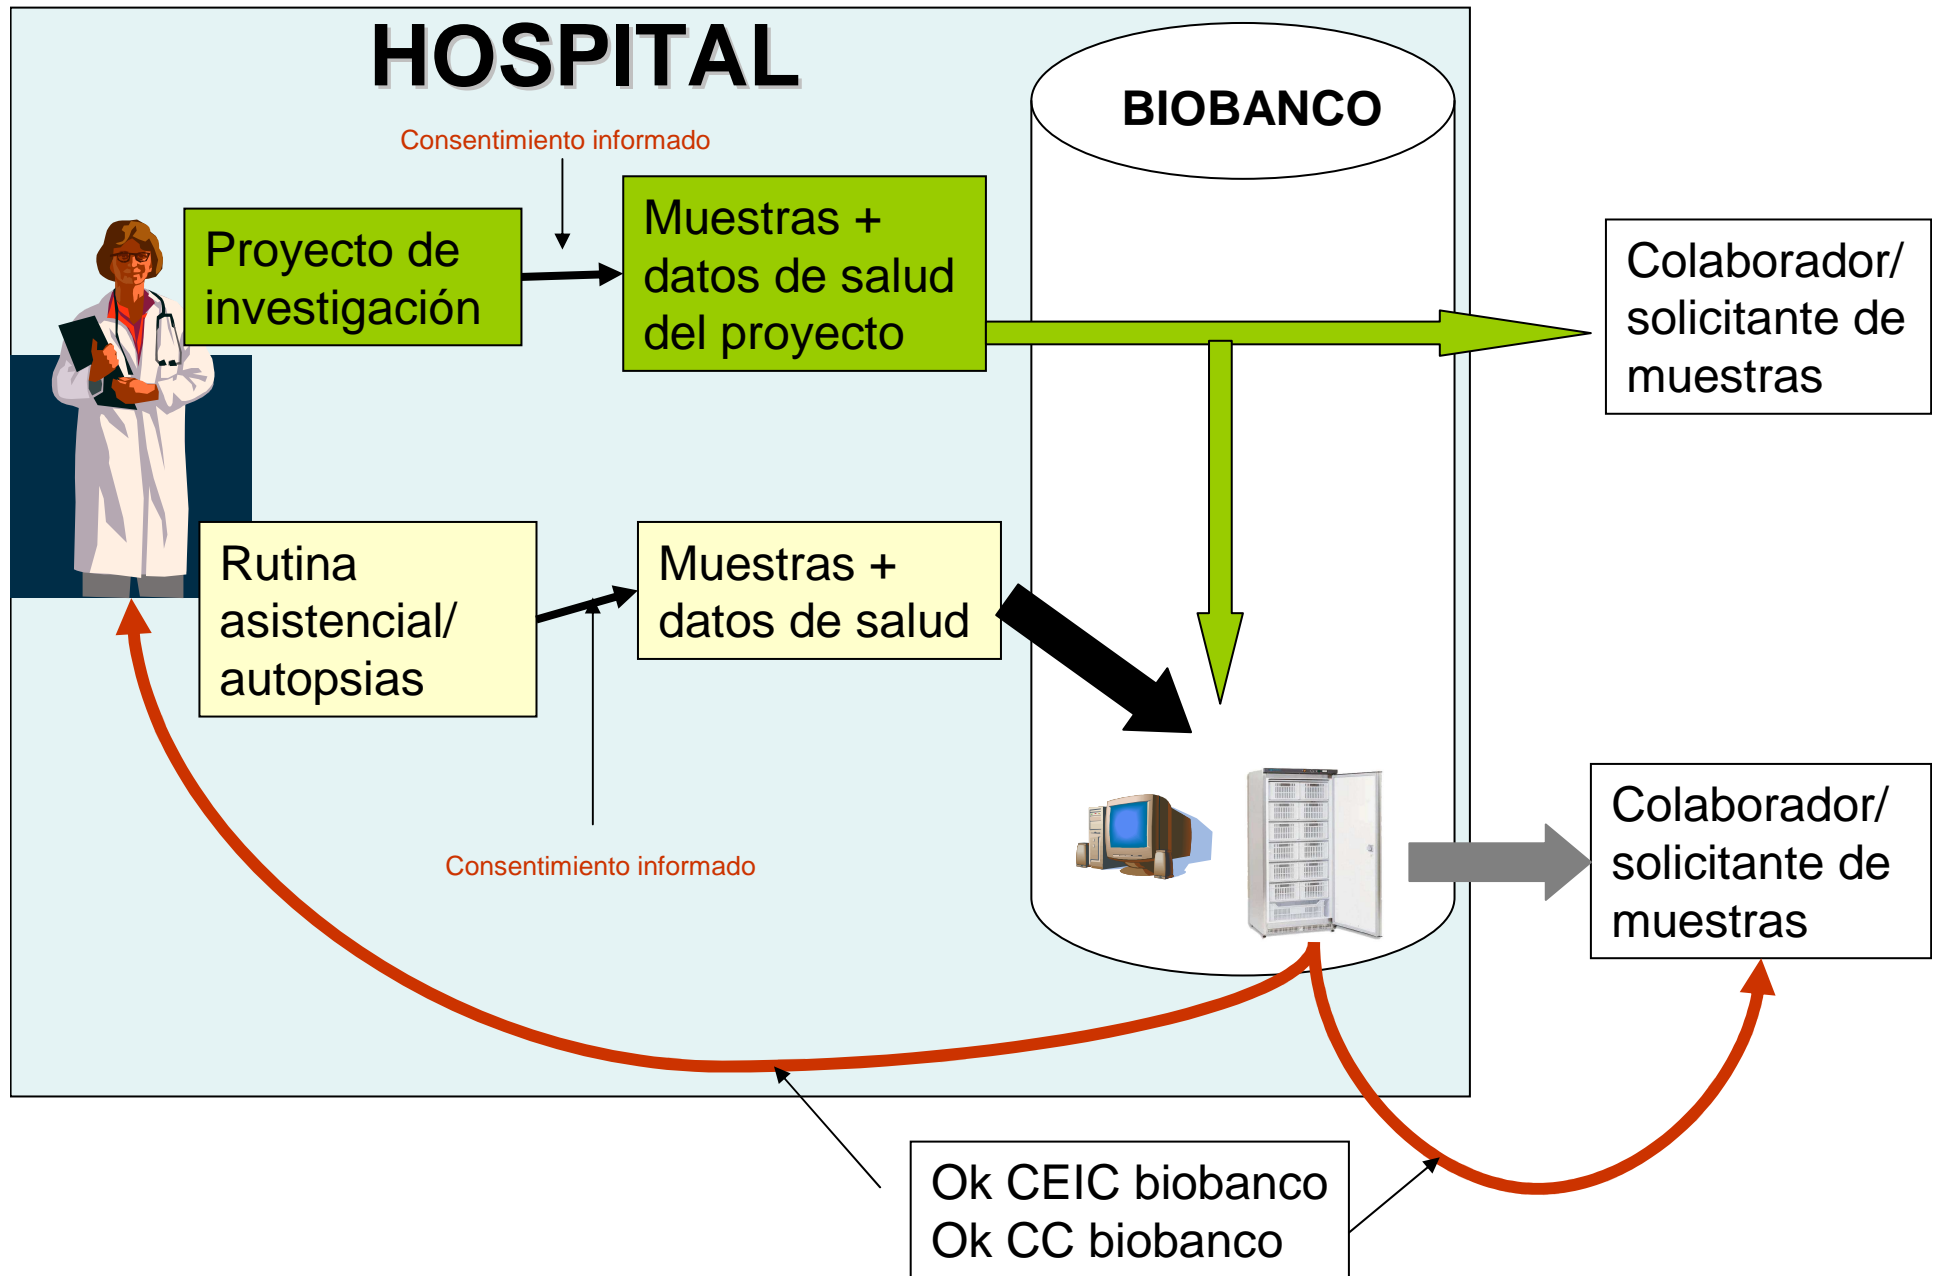 HOSPITAL
BIOBANCO
Consentimiento informado
Proyecto de
investigación
Muestras +
datos de salud
del proyecto
Colaborador/
solicitante de
muestras
Rutina
asistencial/
autopsias
Muestras +
datos de salud
Consentimiento informado
Colaborador/
solicitante de
muestras
Ok CEIC biobanco
Ok CC biobanco